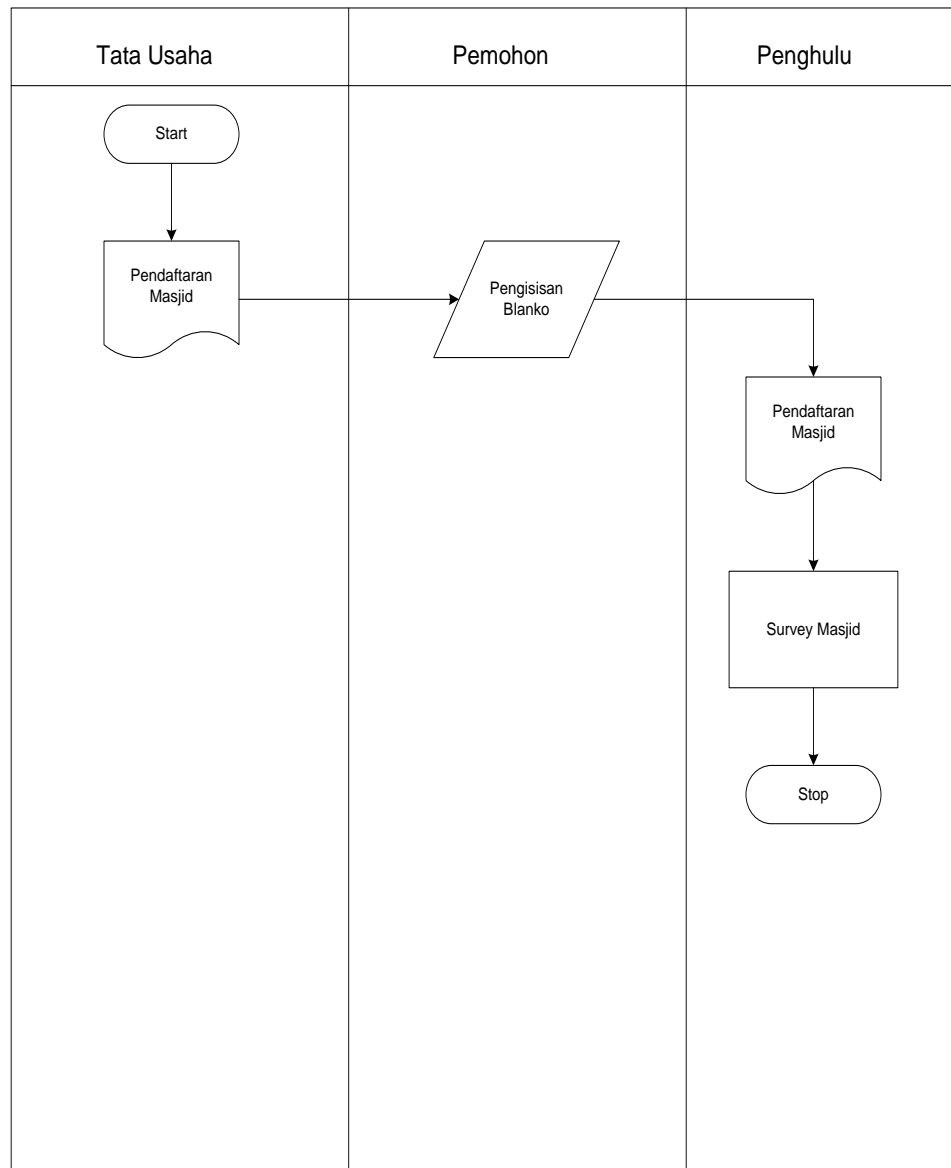 Tata Usaha
Pemohon
Penghulu
Start
Pendaftaran
Masjid
Pengisisan
Blanko
Pendaftaran
Masjid
Survey Masjid
Stop